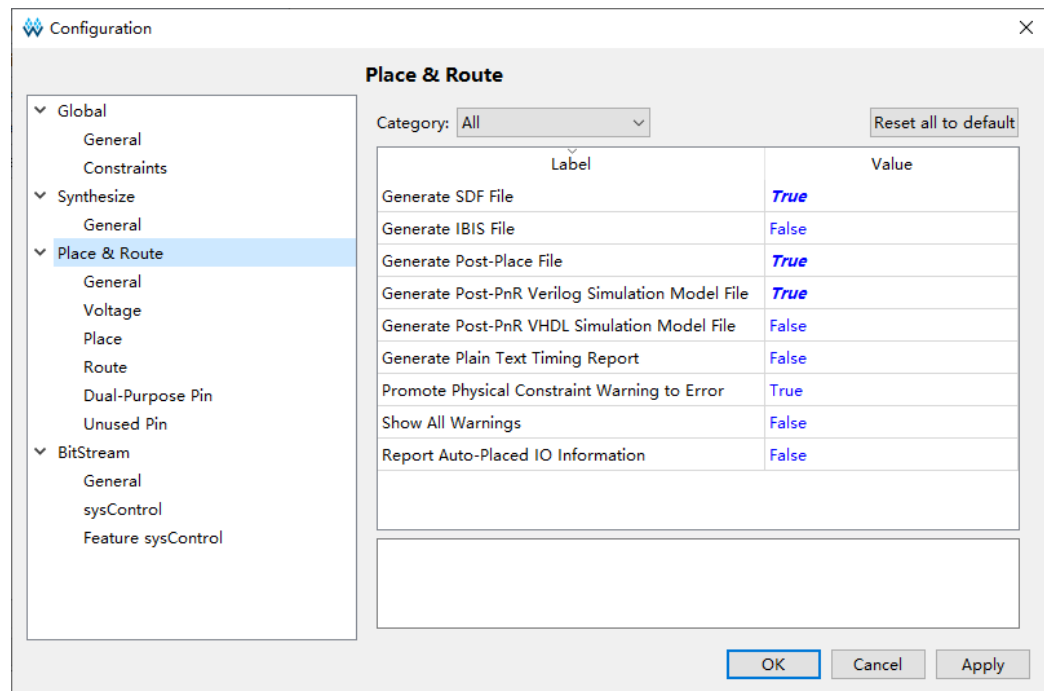 Configuration
Place & Route
Global
General
Constraints
Synthesize
General
Place & Route
General
Voltage
Place
Route
Dual-Purpose Pin
Unused Pin
BitStream
General
sysControl
Feature sysControl
Category: All Reset all to default
Label Value
Generate SDF File True
Generate IBIS File False
Generate Post-Place File True
Generate Post-PnR Verilog Simulation Model File True
Generate Post-PnR VHDL Simulation Model File False
Generate Plain Text Timing Report False
Promote Physical Constraint Warning to Error True
Show All Warnings False
Report Auto-Placed IO Information False
OK Cancel Apply